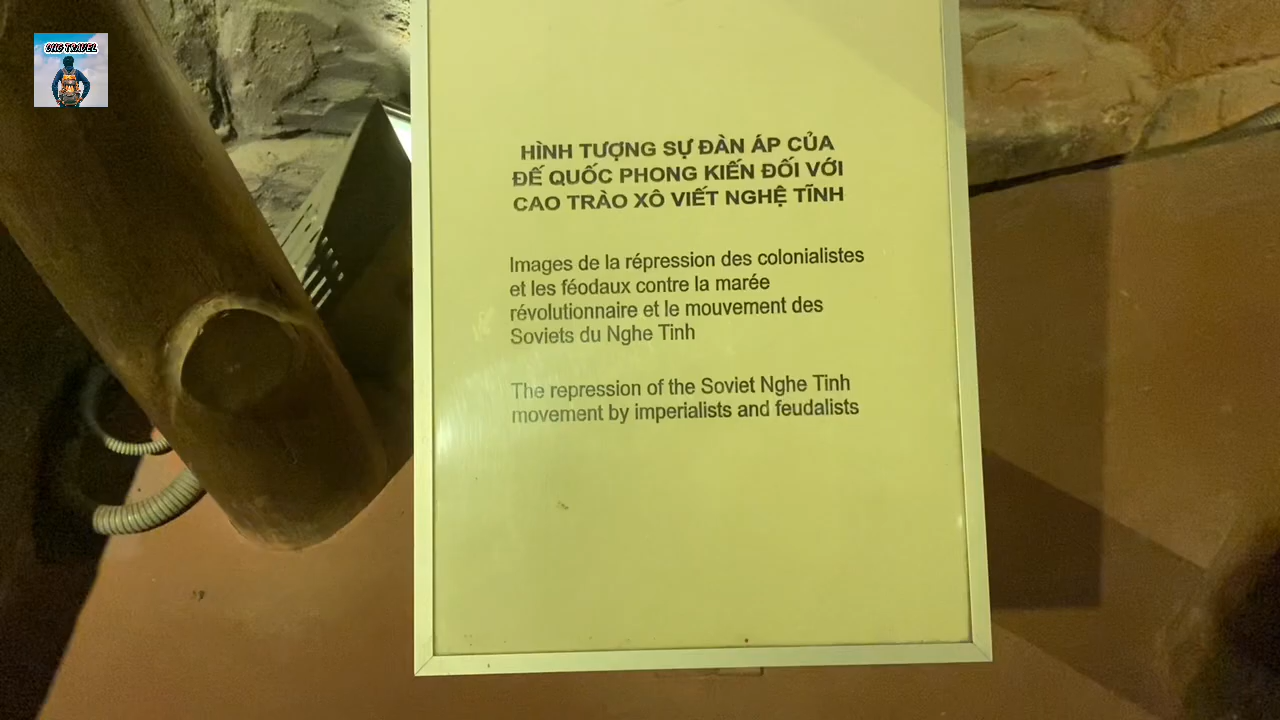 DHG TRAVEL
HÌNH TƯỢNG SỰ ĐÀN ÁP CỦA
ĐẾ QUỐC PHONG KIẾN ĐỐI VỚI
CAO TRÀO XÔ VIẾT NGHỆ TĨNH
Images de la répression des colonialistes
et les féodaux contre la marée
révolutionnaire et le mouvement des
Soviets du Nghe Tinh
The repression of the Soviet Nghe Tinh
movement by imperialists and feudalists